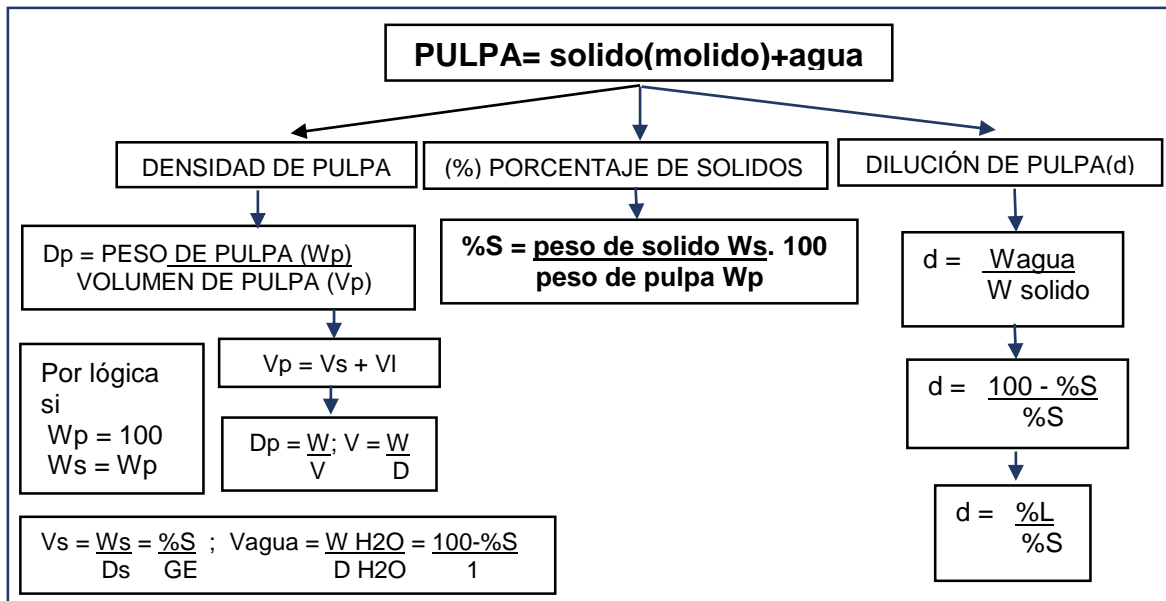 PULPA= solido(molido)+agua
DENSIDAD DE PULPA
(%) PORCENTAJE DE SOLIDOS
DILUCIÓN DE PULPA(d)
Dp = PESO DE PULPA (Wp)
VOLUMEN DE PULPA (Vp)
%S = peso de solido Ws. 100
peso de pulpa Wp
d = Wagua
W solido
Vp = Vs + VI
Por lógica
si
Wp = 100
Ws = Wp
Dp = W; V = W
V D
d = 100 - %S
%S
d = %L
%S
Vs = Ws = %S ; Vagua = W H2O = 100-%S
Ds GE D H2O 1